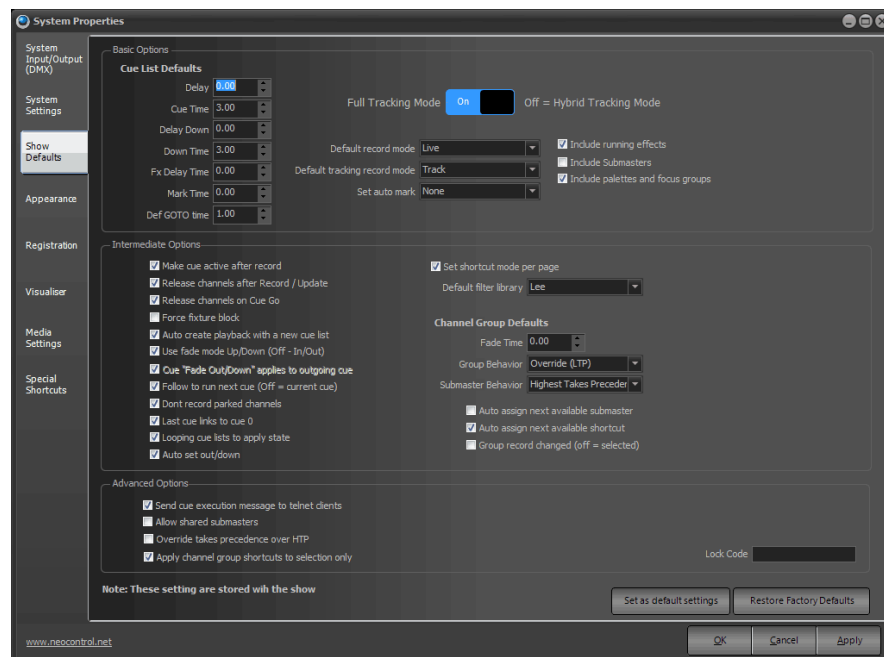 System Properties
System
Input/Output
(DMX)
System
Settings
Show
Defaults
Appearance
Registration
Visualiser
Media
Settings
Special
Shortcuts
Basic Options
Cue List Defaults
Delay 0.00
Cue Time 3.00
Delay Down 0.00
Down Time 3.00
Fx Delay Time 0.00
Mark Time 0.00
Def GOTO time 1.00
Full Tracking Mode On Off = Hybrid Tracking Mode
Default record mode Live
Default tracking record mode Track
Set auto mark None
Include running effects
Include Submasters
Include palettes and focus groups
Intermediate Options
Make cue active after record
Release channels after Record / Update
Release channels on Cue Go
Force fixture block
Auto create playback with a new cue list
Use fade mode Up/Down (Off - In/Out)
Cue "Fade Out/Down" applies to outgoing cue
Follow to run next cue (Off = current cue)
Dont record parked channels
Last cue links to cue 0
Looping cue lists to apply state
Auto set out/down
Set shortcut mode per page
Default filter library Lee
Channel Group Defaults
Fade Time 0.00
Group Behavior Override (LTP)
Submaster Behavior Highest Takes Preceder
Auto assign next available submaster
Auto assign next available shortcut
Group record changed (off = selected)
Advanced Options
Send cue execution message to telnet clients
Allow shared submasters
Override takes precedence over HTP
Apply channel group shortcuts to selection only
Lock Code
Note: These setting are stored wih the show
Set as default settings
Restore Factory Defaults
www.neocontrol.net
OK
Cancel
Apply